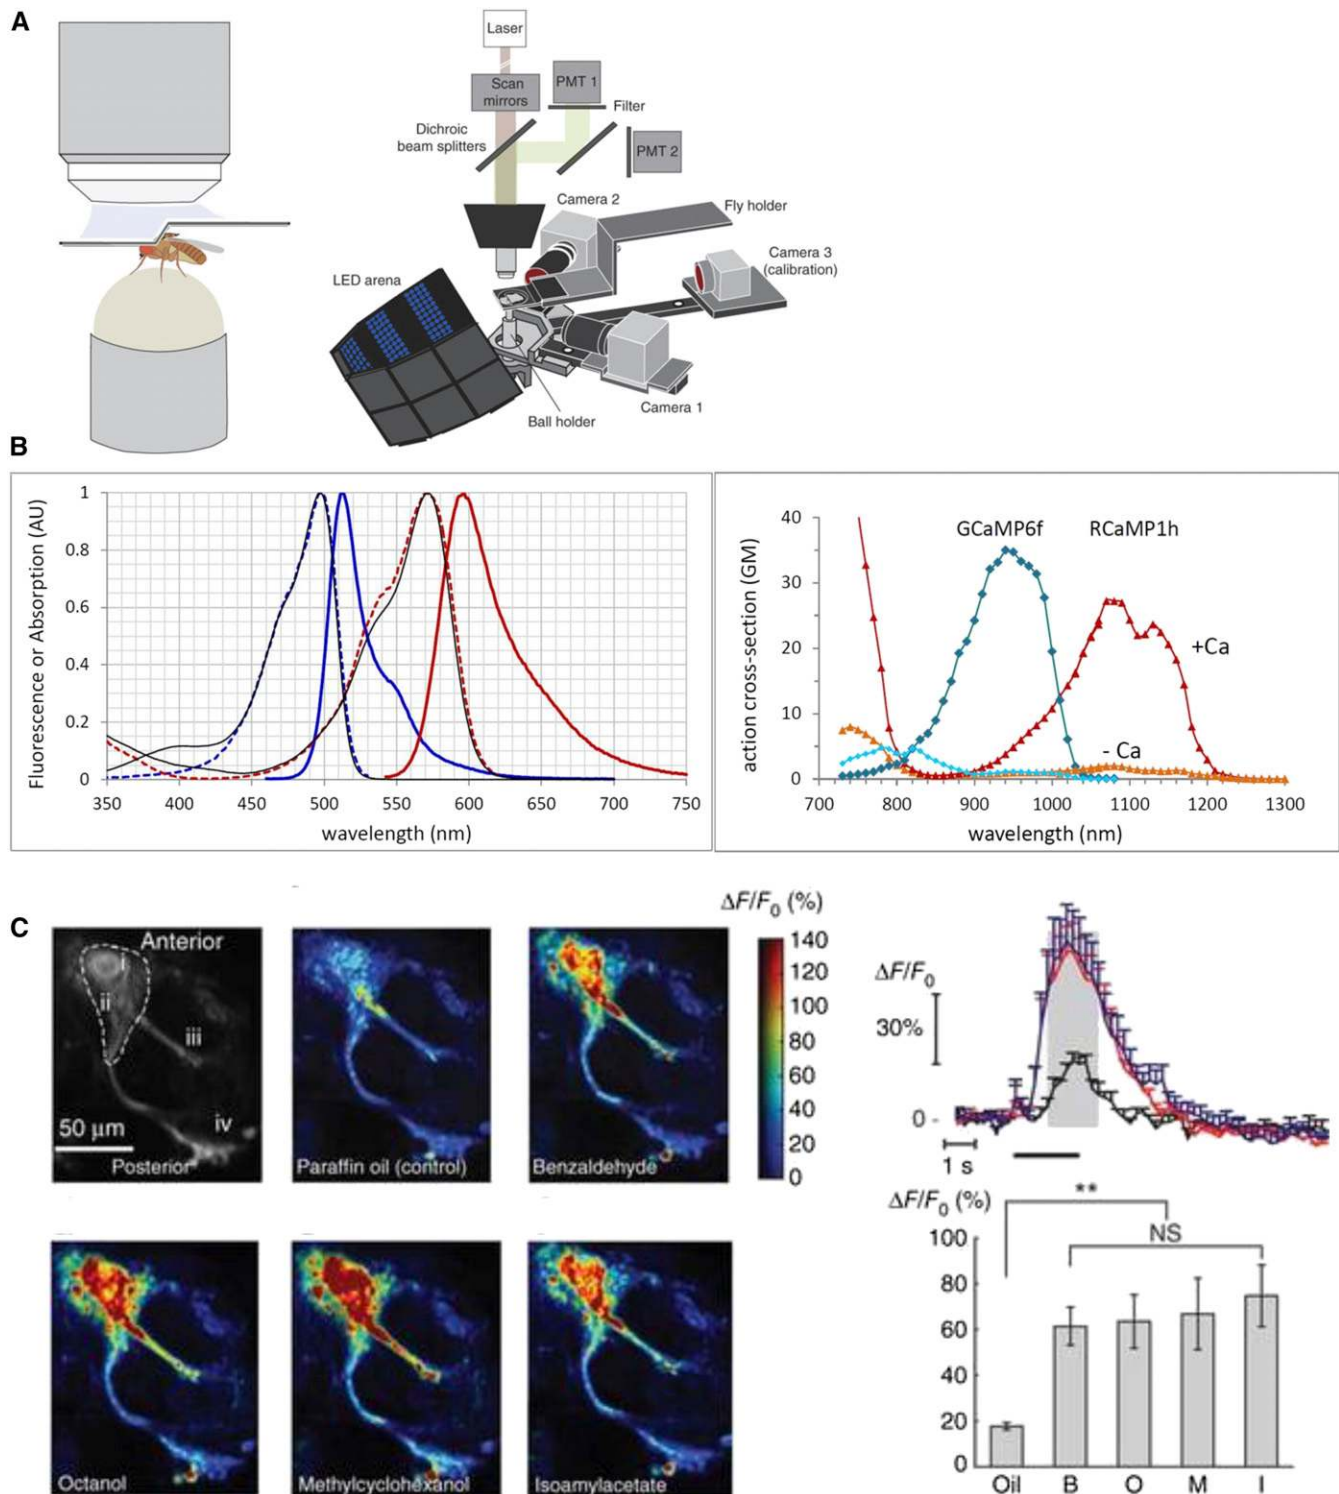 A
Laser
Scan
mirrors
PMT 1
Filter
Dichroic
beam splitters
PMT 2
Camera 2
Fly holder
Camera 3
(calibration)
LED arena
Camera 1
Ball holder
B
Fluorescence or Absorption (AU)
1
0.8
0.6
0.4
0.2
0
350 400 450 500 550 600 650 700 750
wavelength (nm)
action cross-section (GM)
40
30
20
10
0
GCaMP6f RCaMP1h
+Ca
- Ca
700 800 900 1000 1100 1200 1300
wavelength (nm)
C
Anterior
i
ii
iii
iv
50 μm
Posterior
Paraffin oil (control)
Benzaldehyde
ΔF/F0 (%)
140
120
100
80
60
40
20
0
ΔF/F0
30%
0 -
1 s
Octanol
Methylcyclohexanol
Isoamylacetate
ΔF/F0 (%)
**
NS
100
80
60
40
20
0
Oil B O M I